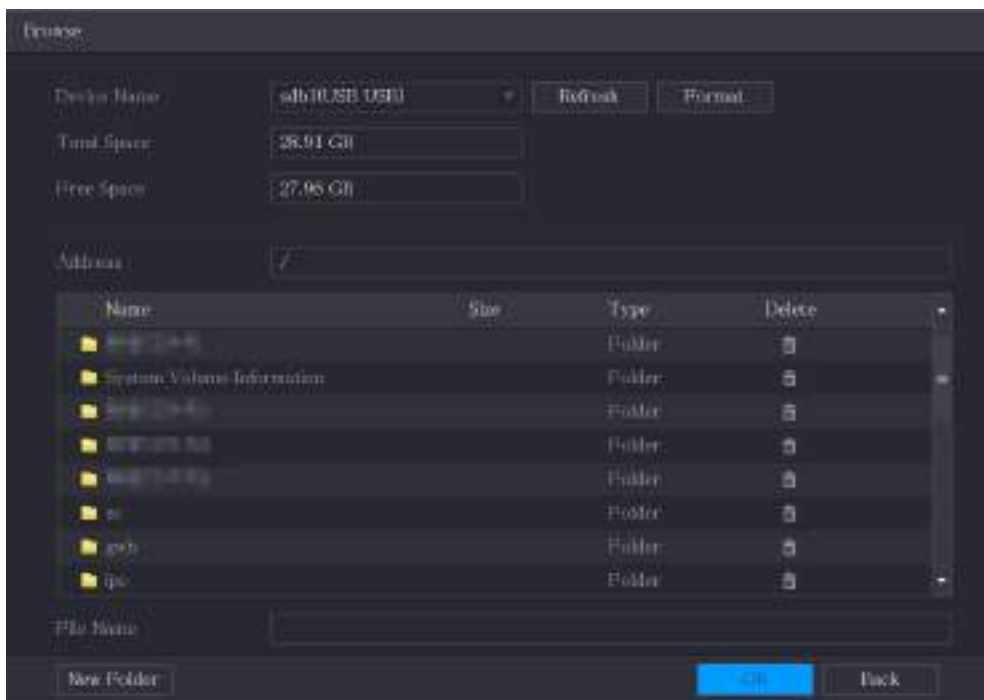 Browse
Device Name sdb1(USB USB) Refresh Format
Total Space 28.91 GB
Free Space 27.96 GB
Address /
Name Size Type Delete
Folder
System Volume Information Folder
Folder
Folder
Folder
Folder
Folder
ipc Folder
File Name
New Folder OK Back